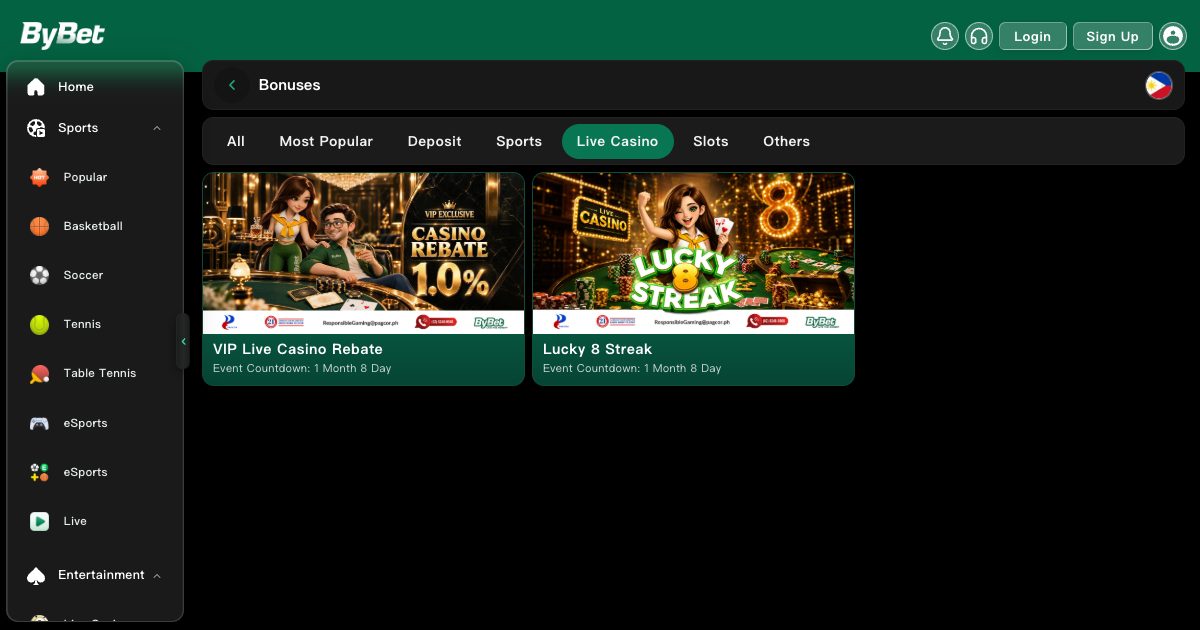 ByBet
Login
Sign Up
Home
Sports
Popular
Basketball
Soccer
Tennis
Table Tennis
eSports
eSports
Live
Entertainment
Bonuses
All
Most Popular
Deposit
Sports
Live Casino
Slots
Others
VIP EXCLUSIVE
CASINO
REBATE
1.0%
ResponsibleGaming@pagcor.ph
ByBet
VIP Live Casino Rebate
Event Countdown: 1 Month 8 Day
LIVE
CASINO
8
LUCKY
8
STREAK
ResponsibleGaming@pagcor.ph
ByBet
Lucky 8 Streak
Event Countdown: 1 Month 8 Day